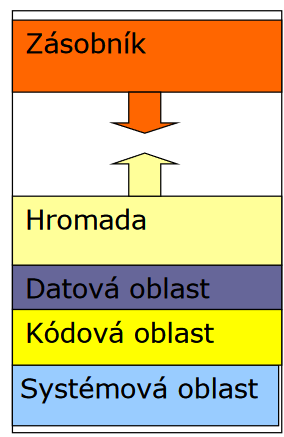 Zásobník
Hromada
Datová oblast
Kódová oblast
Systémová oblast